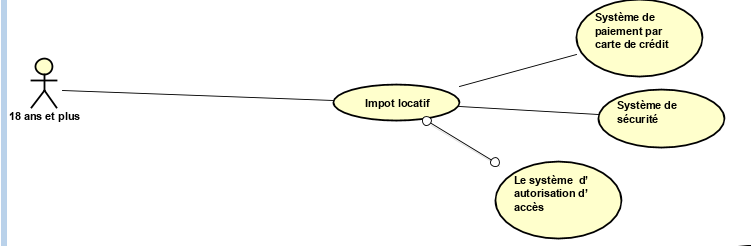 Système de
paiement par
carte de crédit
Impot locatif
Système de
sécurité
18 ans et plus
Le système d’
autorisation d’
accès